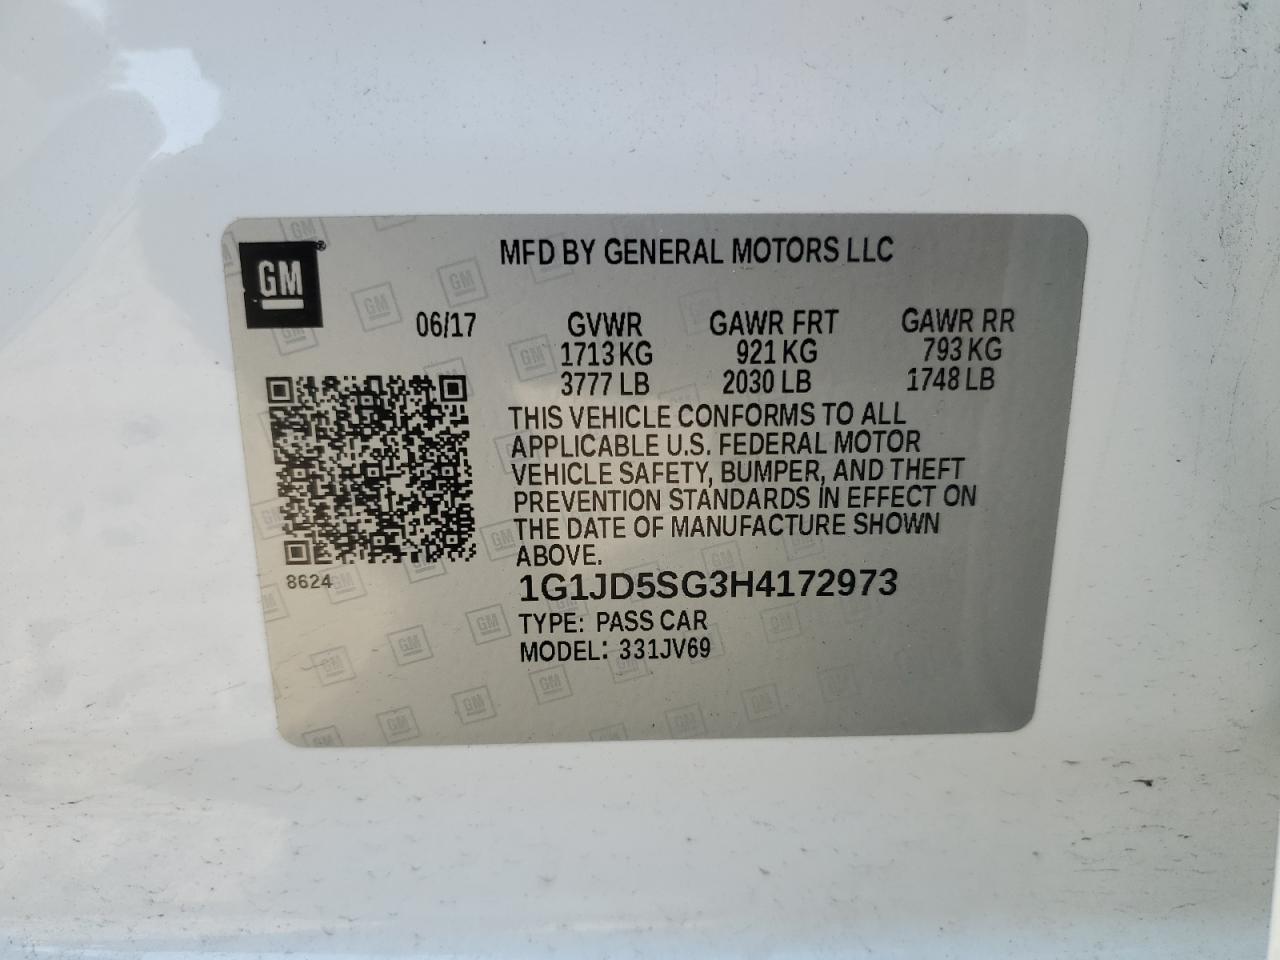 GM®
MFD BY GENERAL MOTORS LLC
06/17 GVWR GAWR FRT GAWR RR
1713 KG 921 KG 793 KG
3777 LB 2030 LB 1748 LB
THIS VEHICLE CONFORMS TO ALL
APPLICABLE U.S. FEDERAL MOTOR
VEHICLE SAFETY, BUMPER, AND THEFT
PREVENTION STANDARDS IN EFFECT ON
THE DATE OF MANUFACTURE SHOWN
ABOVE.
8624
1G1JD5SG3H4172973
TYPE: PASS CAR
MODEL: 331JV69